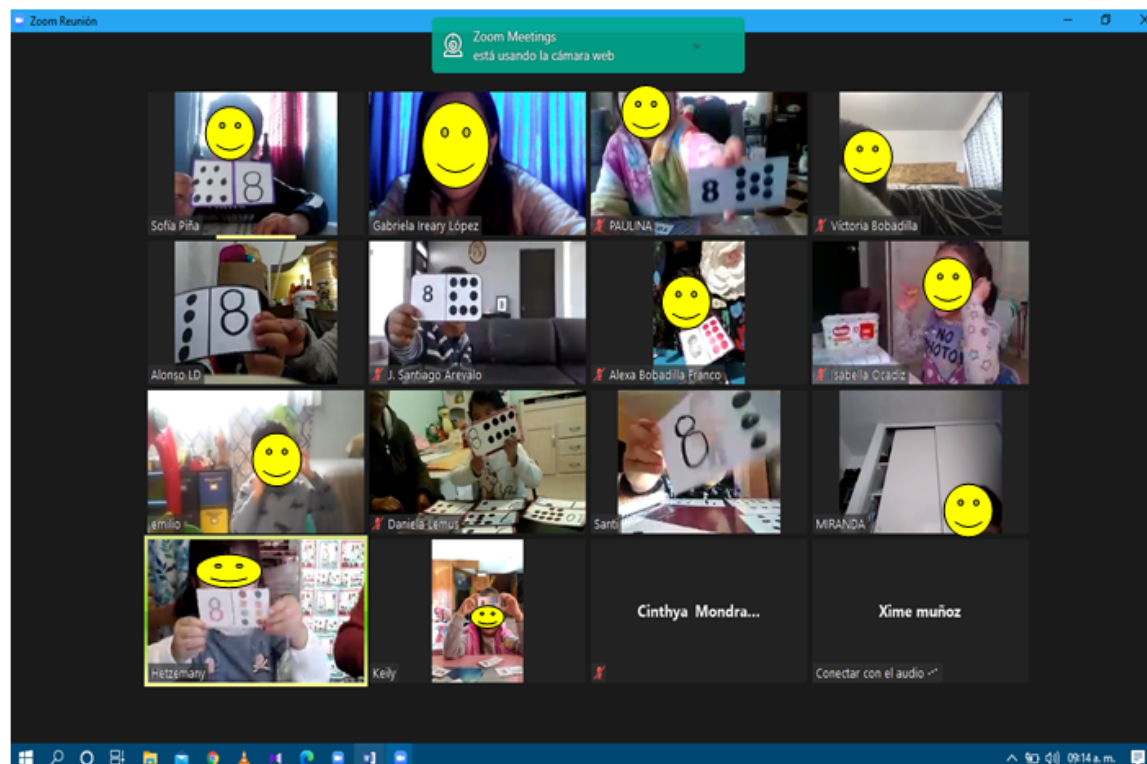 Zoom Reunión
Zoom Meetings
está usando la cámara web
8
Sofía Piña
Gabriela Ireary López
8
PAULINA
Victoria Bobadilla
8
Alonso LD
8
J. Santiago Arevalo
Alexa Bobadilla Franco
NO
PHOTO!
Isabella Ocadiz
emilio
8
10
Daniela Lemus
8
Santi
MIRANDA
8
Hetzemany
Keily
Cinthya Mondra...
Xime muñoz
Conectar con el audio
09:14 a. m.